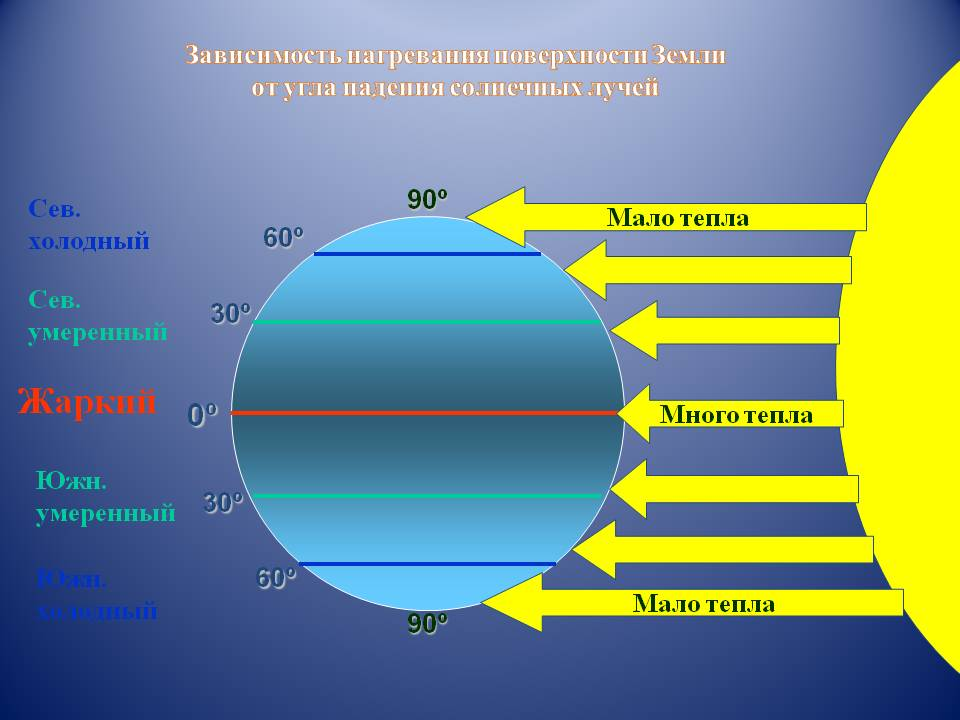 Зависимость нагревания поверхности Земли
от угла падения солнечных лучей
90º
Мало тепла
Сев.
холодный
60º
Сев.
умеренный
30º
Жаркий
0º
Много тепла
Южн.
умеренный
30º
Южн.
холодный
60º
Мало тепла
90º